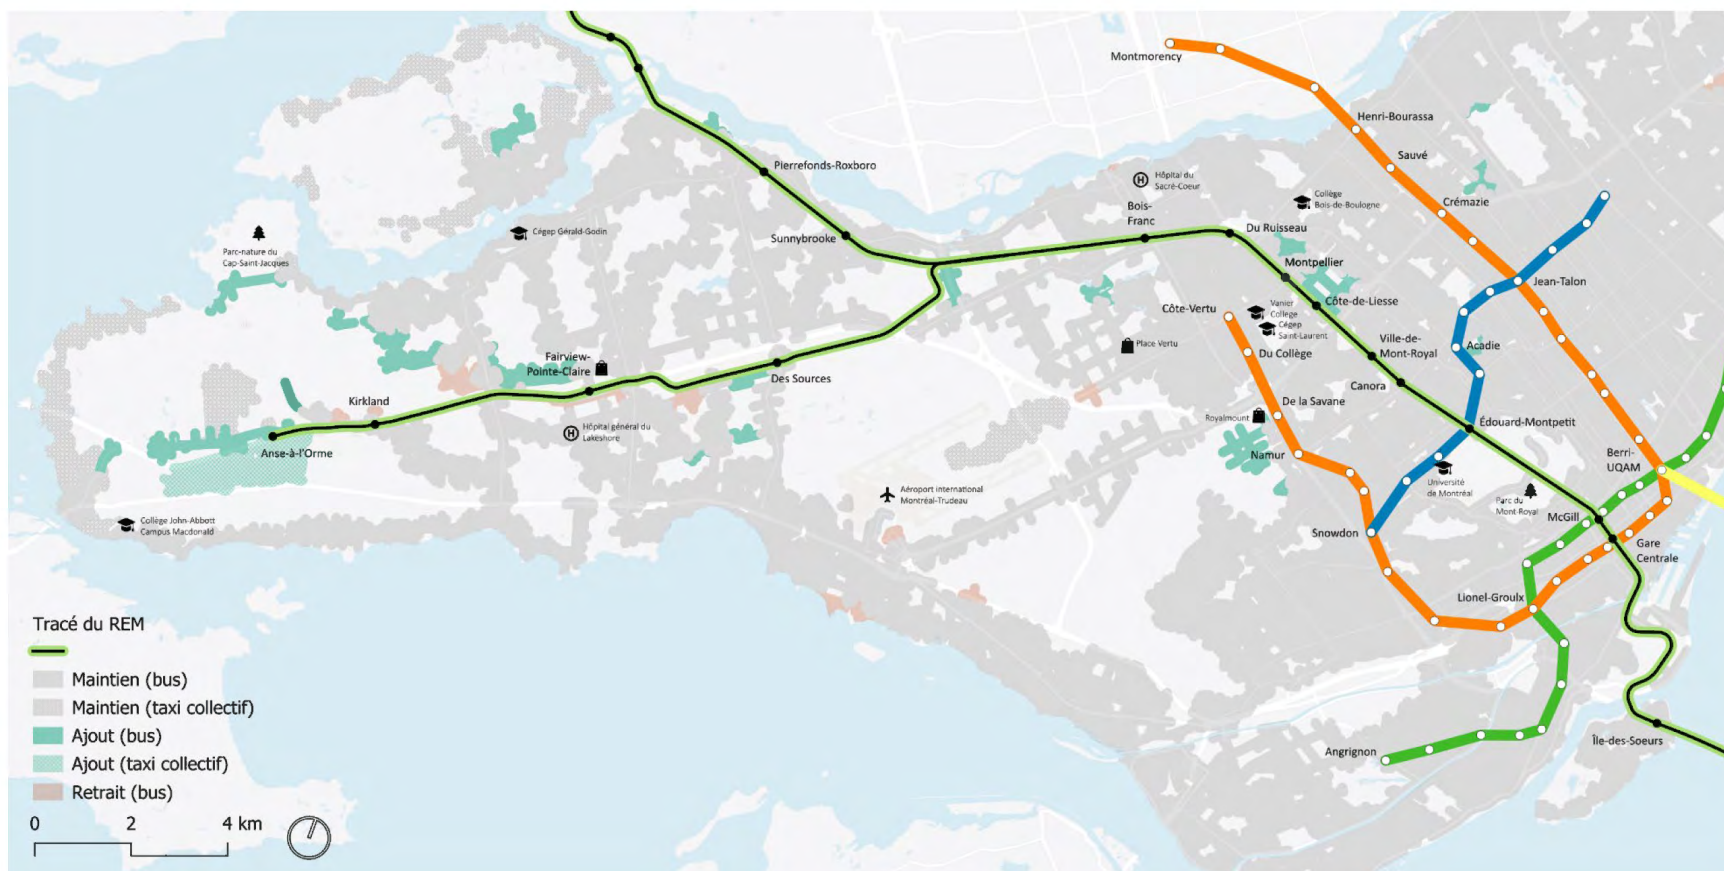 Montmorency
Henri-Bourassa
Sauvé
Crémazie
Jean-Talon
Acadie
Pierrefonds-Roxboro
Sunnybrooke
Hôpital du
Sacré-Coeur
Bois-
Franc
Collège
Bois-de-Boulogne
Du Ruisseau
Montpellier
Côte-de-Liesse
Ville-de-
Mont-Royal
Canora
Édouard-Montpetit
Côte-Vertu
Vanier
College
Cégep
Saint-Laurent
Du Collège
Place Vertu
De la Savane
Royalmount
Namur
Snowdon
Université
de Montréal
Parc du
Mont-Royal
Berri-
UQAM
McGill
Gare
Centrale
Lionel-Groulx
Angrignon
Île-des-Soeurs
Parc-nature du
Cap-Saint-Jacques
Cégep Gérald-Godin
Fairview-
Pointe-Claire
Des Sources
Kirkland
Anse-à-l'Orme
Hôpital général du
Lakeshore
Aéroport international
Montréal-Trudeau
Collège John-Abbott
Campus Macdonald
Tracé du REM
Maintien (bus)
Maintien (taxi collectif)
Ajout (bus)
Ajout (taxi collectif)
Retrait (bus)
0 2 4 km